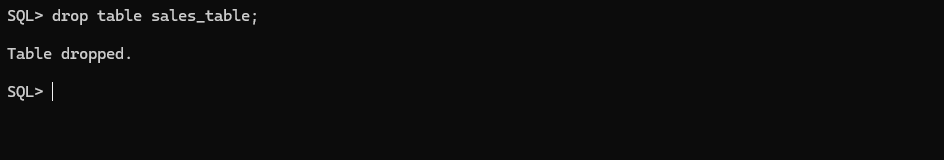 SQL> drop table sales_table;
Table dropped.
SQL>